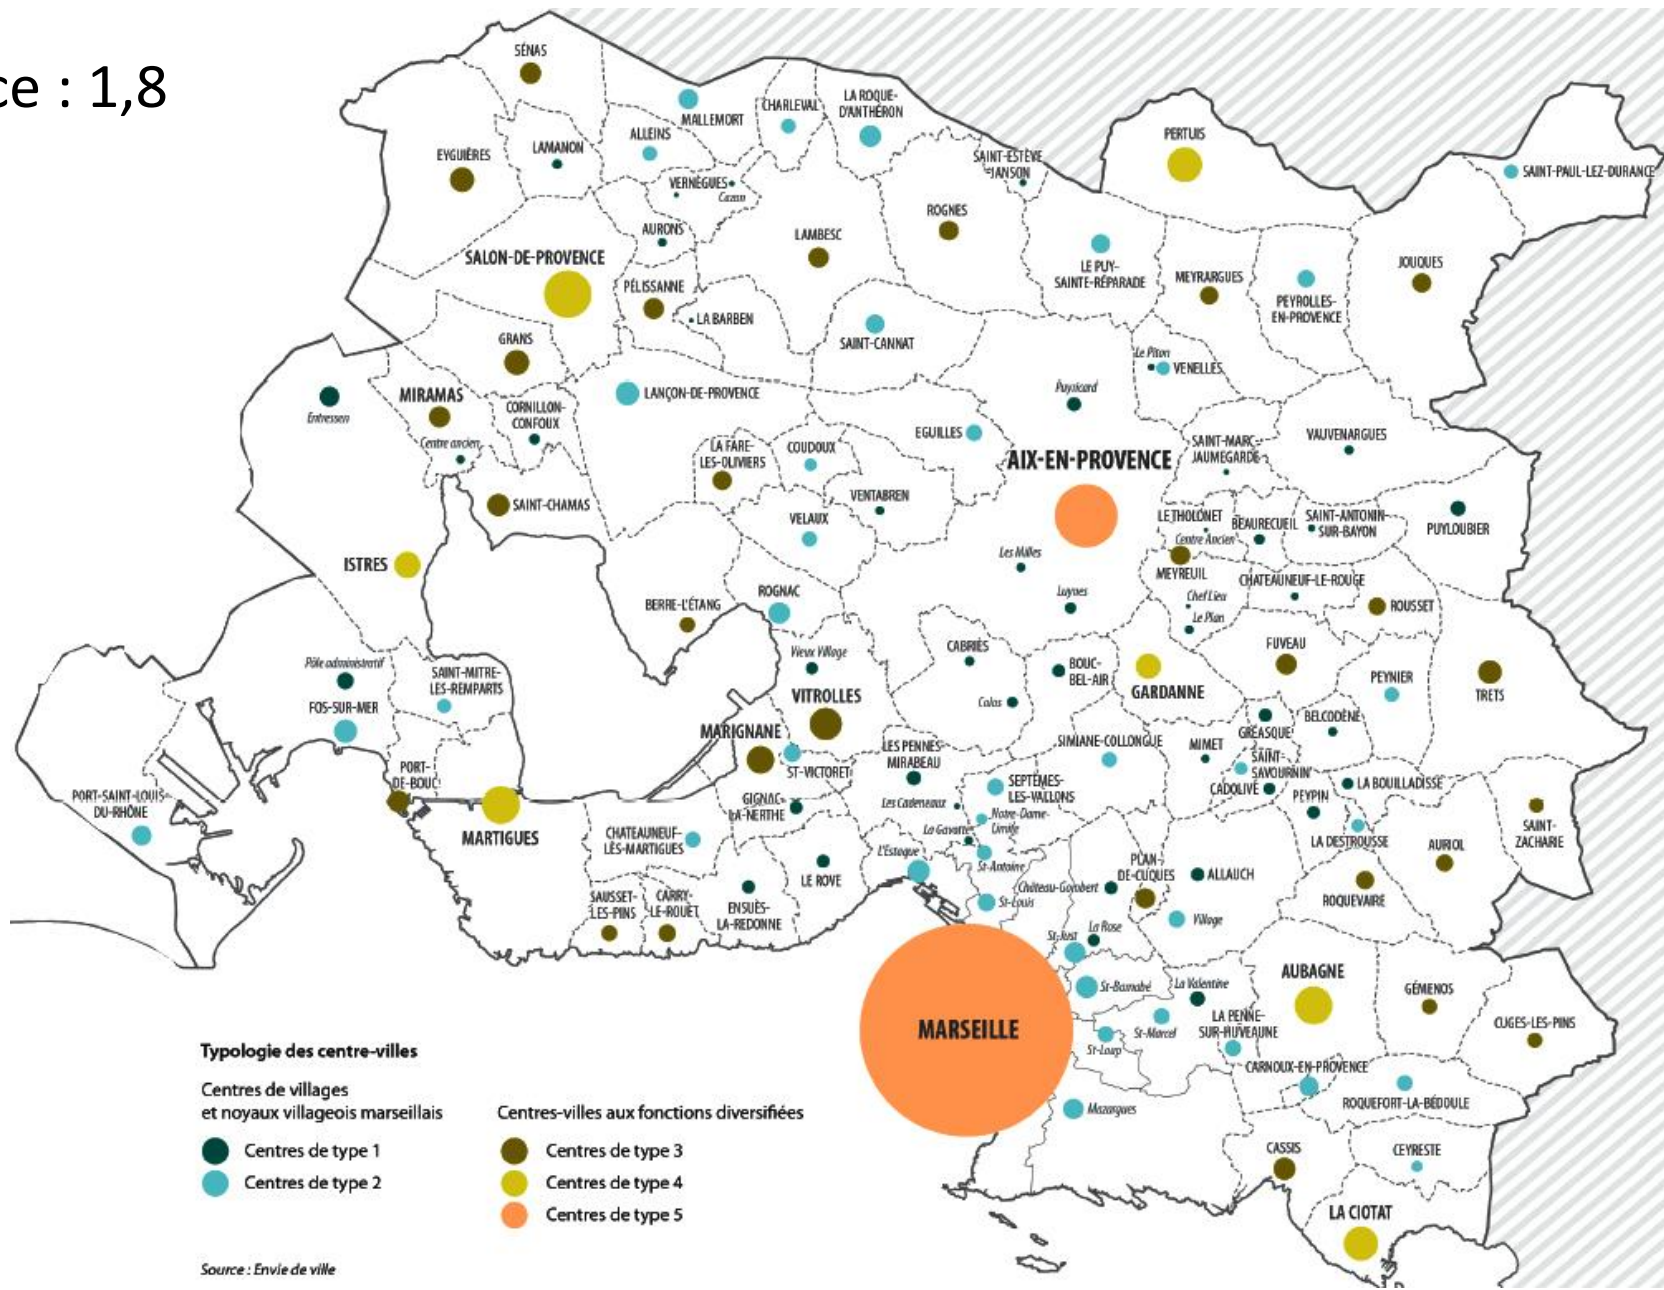 ce : 1,8
SÉNAS
MALLEMORT
CHARLEVAL
LA ROQUE-
D'ANTHÉRON
PERTUIS
ALLEINS
LAMANON
EYGUIÈRES
VERNÈGUES
Cazan
SAINT-ESTÈVE
-JANSON
SAINT-PAUL-LEZ-DURANCE
ROGNES
AURONS
LAMBESC
SALON-DE-PROVENCE
PÉLISSANNE
LA BARBEN
LE PUY-
SAINTE-RÉPARADE
MEYRARGUES
PEYROLLES-
EN-PROVENCE
JOUQUES
GRANS
SAINT-CANNAT
Le Piton
VENELLES
Entressen
MIRAMAS
CORNILLON-
CONFOUX
Centre ancien
LANÇON-DE-PROVENCE
Puyricard
EGUILLES
LA FARE-
LES-OLIVIERS
COUDOUX
AIX-EN-PROVENCE
SAINT-MARC-
JAUMEGARDE
VAUVENARGUES
SAINT-CHAMAS
VENTABREN
VELAUX
LE THOLONET
Centre Ancien
BEAURECUEIL
SAINT-ANTONIN-
SUR-BAYON
PUYLOUBIER
ISTRES
Les Milles
MEYREUIL
Chef Lieu
Le Plan
CHATEAUNEUF-LE-ROUGE
ROUSSET
BERRE-L'ÉTANG
ROGNAC
Luynes
Pôle administratif
FOS-SUR-MER
SAINT-MITRE-
LES-REMPARTS
Vieux Village
VITROLLES
CABRIÈS
Calas
BOUC-
BEL-AIR
GARDANNE
FUVEAU
PEYNIER
TRETS
MARIGNANE
ST-VICTORET
LES PENNES-
MIRABEAU
SIMIANE-COLLONGUE
MIMET
GRÉASQUE
BELCODÈNE
SAINT-
SAVOURNIN
CADOLIVE
PEYPIN
LA BOUILLADISSE
PORT-
DE-BOUC
PORT-SAINT-LOUIS-
DU-RHÔNE
MARTIGUES
CHATEAUNEUF-
LÈS-MARTIGUES
GIGNAC-
LA-NERTHE
Les Cadeneaux
SEPTÈMES-
LES-VALLONS
Notre-Dame-
Limite
La Gavotte
St-Antoine
L'Estaque
LE ROVE
LA DESTROUSSE
AURIOL
SAINT-
ZACHARIE
SAUSSET-
LES-PINS
CARRY-
LE-ROUET
ENSUÈS-
LA-REDONNE
St-Louis
Château-Gombert
PLAN-
DE-CUQUES
ALLAUCH
Village
ROQUEVAIRE
St-Just
La Rose
St-Barnabé
La Valentine
AUBAGNE
GÉMENOS
CUGES-LES-PINS
MARSEILLE
St-Marcel
St-Loup
LA PENNE-
SUR-HUVEAUNE
CARNOUX-EN-PROVENCE
ROQUEFORT-LA-BÉDOULE
Mazargues
CASSIS
CEYRESTE
LA CIOTAT
Typologie des centre-villes
Centres de villages
et noyaux villageois marseillais
Centres de type 1
Centres de type 2
Centres-villes aux fonctions diversifiées
Centres de type 3
Centres de type 4
Centres de type 5
Source : Envie de ville